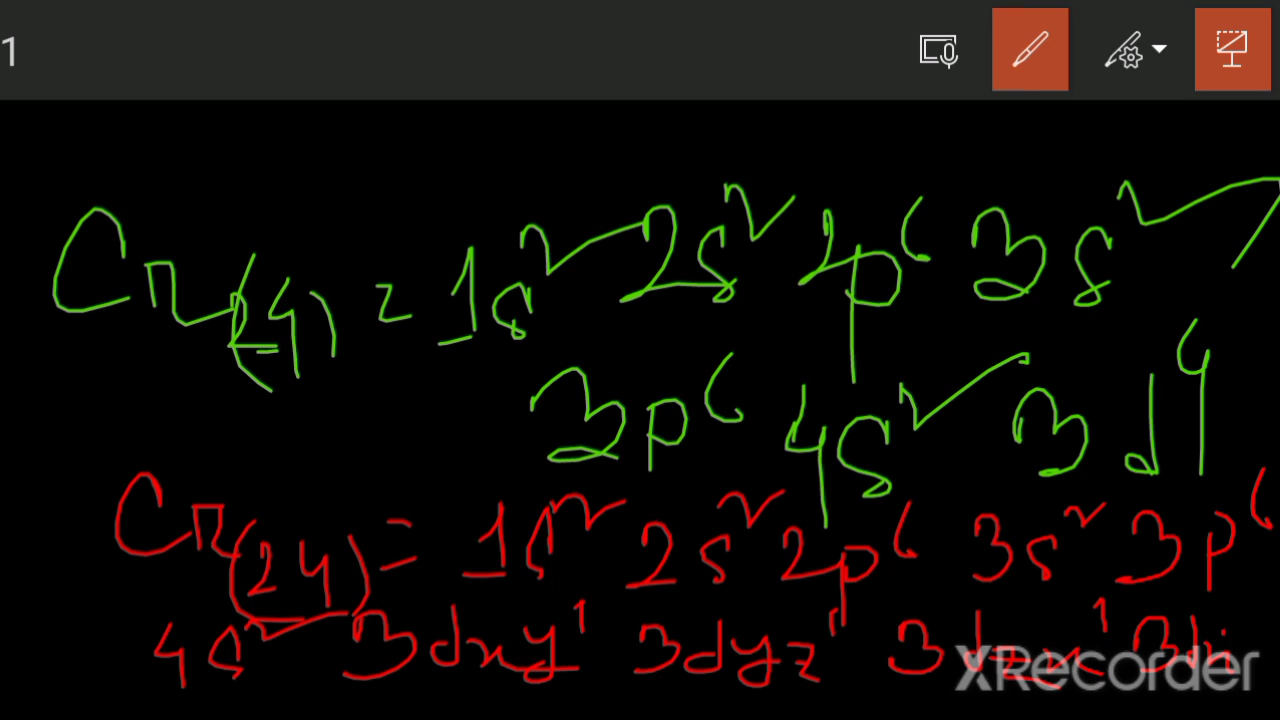 1
Cr(24) = 1s² 2s² 2p⁶ 3s²
3p⁶ 4s² 3d⁴
Cr(24) = 1s² 2s² 2p⁶ 3s² 3p⁶
4s² 3dxy¹ 3dyz¹ 3dzx¹
XRecorder